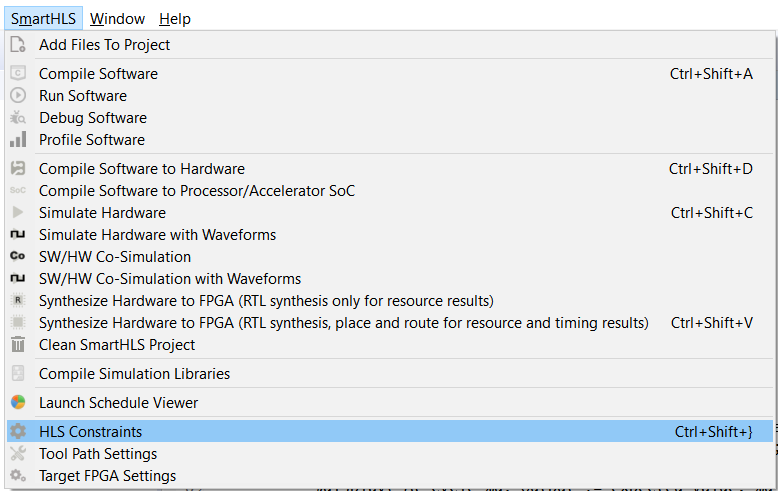 SmartHLS Window Help
Add Files To Project
Compile Software Ctrl+Shift+A
Run Software
Debug Software
Profile Software
Compile Software to Hardware Ctrl+Shift+D
SoC Compile Software to Processor/Accelerator SoC
Simulate Hardware Ctrl+Shift+C
Simulate Hardware with Waveforms
Co SW/HW Co-Simulation
SW/HW Co-Simulation with Waveforms
R Synthesize Hardware to FPGA (RTL synthesis only for resource results)
Synthesize Hardware to FPGA (RTL synthesis, place and route for resource and timing results) Ctrl+Shift+V
Clean SmartHLS Project
Compile Simulation Libraries
Launch Schedule Viewer
HLS Constraints Ctrl+Shift+}
Tool Path Settings
Target FPGA Settings